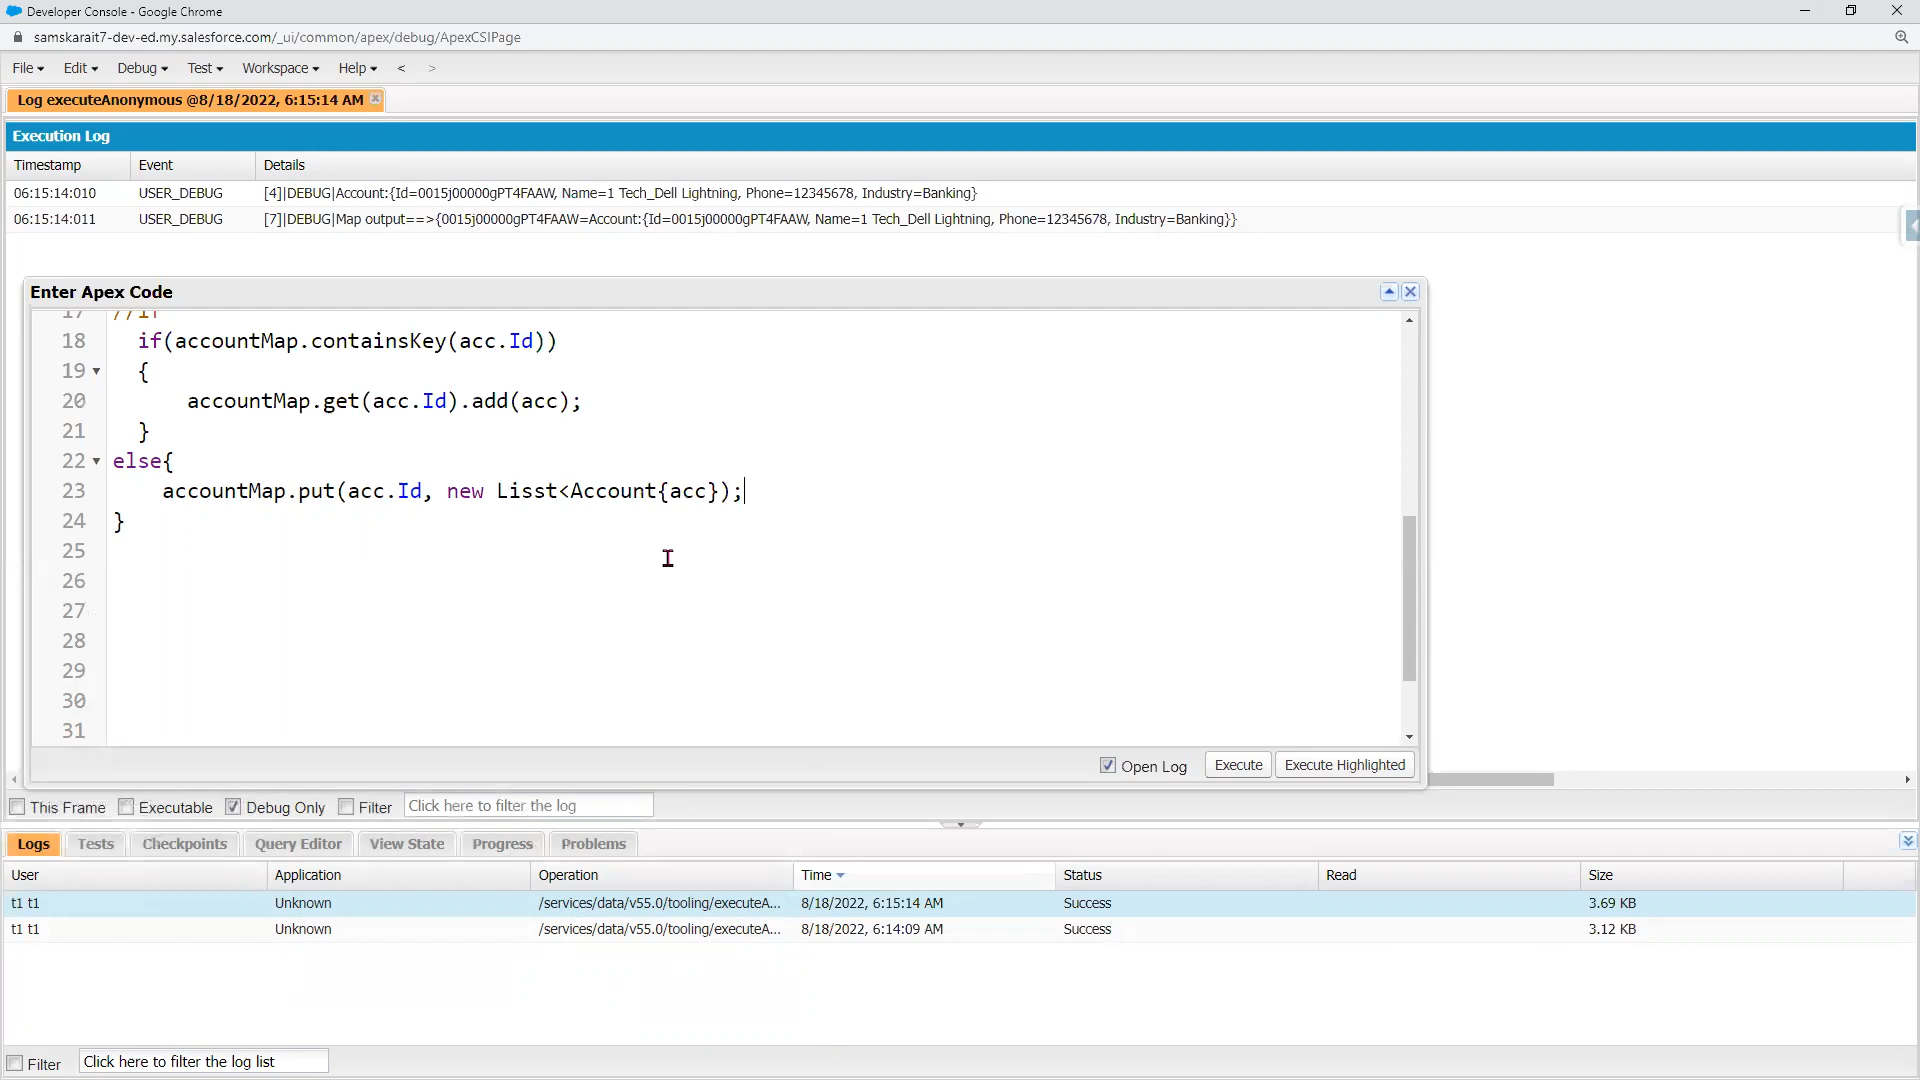 Developer Console - Google Chrome
samskarait7-dev-ed.my.salesforce.com/_ui/common/apex/debug/ApexCSIPage
File Edit Debug Test Workspace Help < >
Log executeAnonymous @8/18/2022, 6:15:14 AM
Execution Log
Timestamp Event Details
06:15:14:010 USER_DEBUG [4]|DEBUG|Account:{Id=0015j00000gPT4FAAW, Name=1 Tech_Dell Lightning, Phone=12345678, Industry=Banking}
06:15:14:011 USER_DEBUG [7]|DEBUG|Map output==>{0015j00000gPT4FAAW=Account:{Id=0015j00000gPT4FAAW, Name=1 Tech_Dell Lightning, Phone=12345678, Industry=Banking}}
Enter Apex Code
17 //If
18 if(accountMap.containsKey(acc.Id))
19 {
20 accountMap.get(acc.Id).add(acc);
21 }
22 else{
23 accountMap.put(acc.Id, new Lisst<Account{acc});
24 }
25
26
27
28
29
30
31
Open Log Execute Execute Highlighted
This Frame Executable Debug Only Filter Click here to filter the log
Logs Tests Checkpoints Query Editor View State Progress Problems
User Application Operation Time Status Read Size
t1 t1 Unknown /services/data/v55.0/tooling/executeA... 8/18/2022, 6:15:14 AM Success 3.69 KB
t1 t1 Unknown /services/data/v55.0/tooling/executeA... 8/18/2022, 6:14:09 AM Success 3.12 KB
Filter Click here to filter the log list